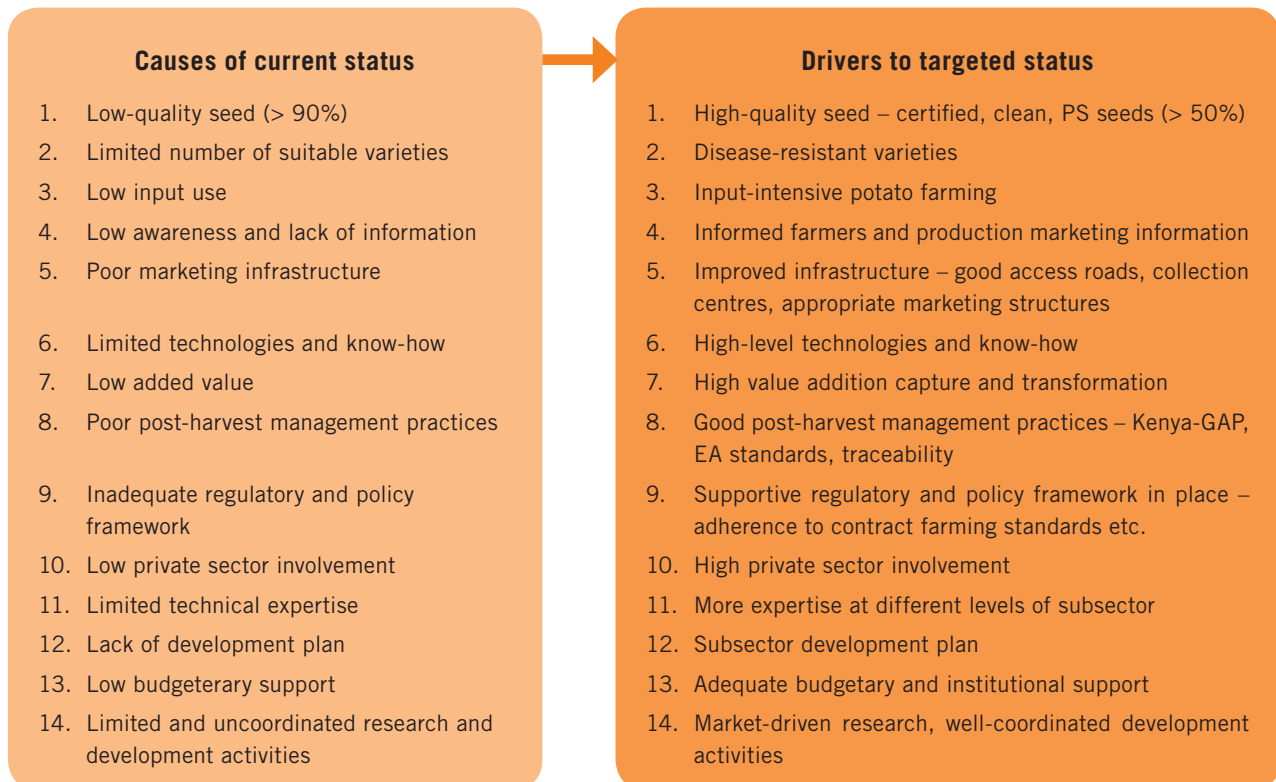 Causes of current status
1. Low-quality seed (> 90%)
2. Limited number of suitable varieties
3. Low input use
4. Low awareness and lack of information
5. Poor marketing infrastructure
6. Limited technologies and know-how
7. Low added value
8. Poor post-harvest management practices
9. Inadequate regulatory and policy
framework
10. Low private sector involvement
11. Limited technical expertise
12. Lack of development plan
13. Low budgeterary support
14. Limited and uncoordinated research and
development activities
Drivers to targeted status
1. High-quality seed – certified, clean, PS seeds (> 50%)
2. Disease-resistant varieties
3. Input-intensive potato farming
4. Informed farmers and production marketing information
5. Improved infrastructure – good access roads, collection
centres, appropriate marketing structures
6. High-level technologies and know-how
7. High value addition capture and transformation
8. Good post-harvest management practices – Kenya-GAP,
EA standards, traceability
9. Supportive regulatory and policy framework in place –
adherence to contract farming standards etc.
10. High private sector involvement
11. More expertise at different levels of subsector
12. Subsector development plan
13. Adequate budgetary and institutional support
14. Market-driven research, well-coordinated development
activities